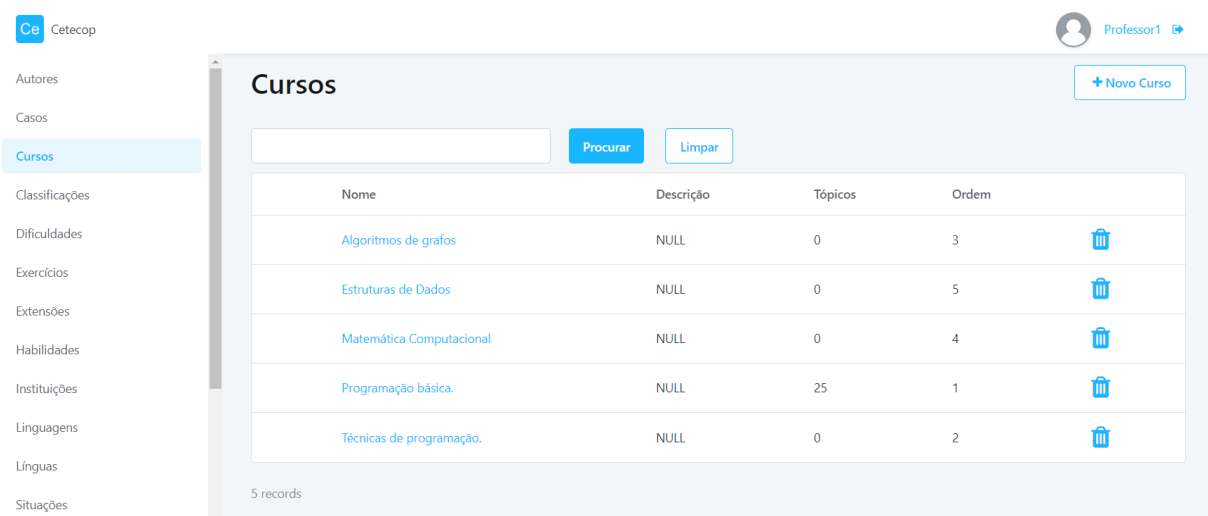 Ce Cetecop
Professor1
Autores
Casos
Cursos
Classificações
Dificuldades
Exercícios
Extensões
Habilidades
Instituições
Linguagens
Línguas
Situações
Cursos
+ Novo Curso
Procurar Limpar
Nome Descrição Tópicos Ordem
Algoritmos de grafos NULL 0 3
Estruturas de Dados NULL 0 5
Matemática Computacional NULL 0 4
Programação básica. NULL 25 1
Técnicas de programação. NULL 0 2
5 records